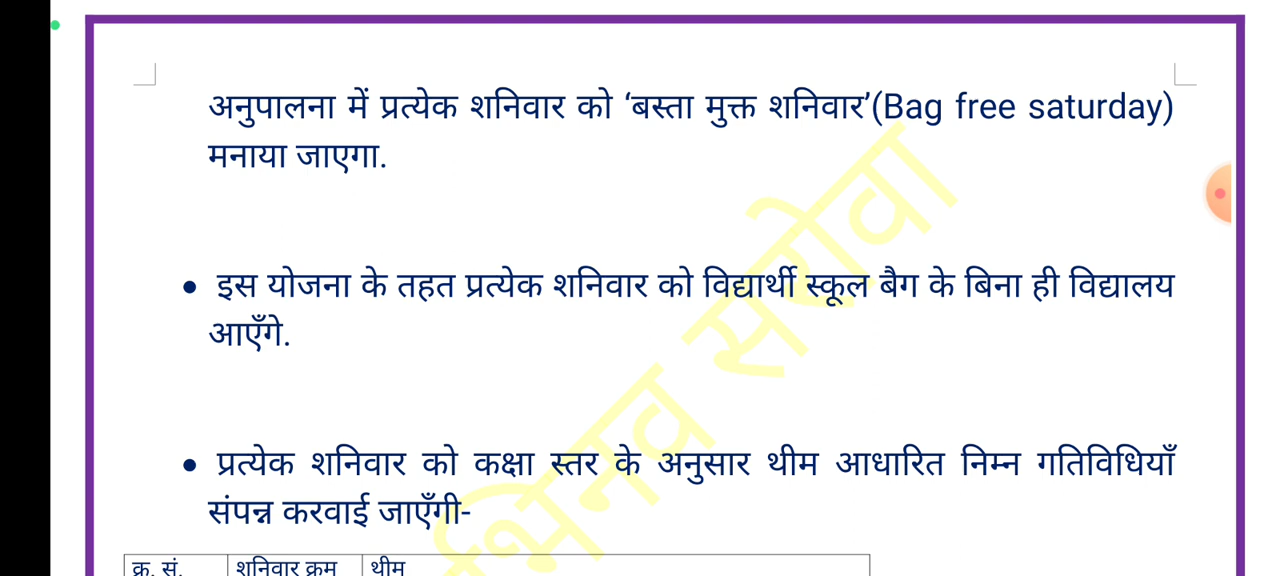 अनुपालना में प्रत्येक शनिवार को ‘बस्ता मुक्त शनिवार’(Bag free saturday)
मनाया जाएगा.
• इस योजना के तहत प्रत्येक शनिवार को विद्यार्थी स्कूल बैग के बिना ही विद्यालय
आएँगे.
• प्रत्येक शनिवार को कक्षा स्तर के अनुसार थीम आधारित निम्न गतिविधियाँ
संपन्न करवाई जाएँगी-
क्र. सं. शनिवार क्रम थीम
सरोवा